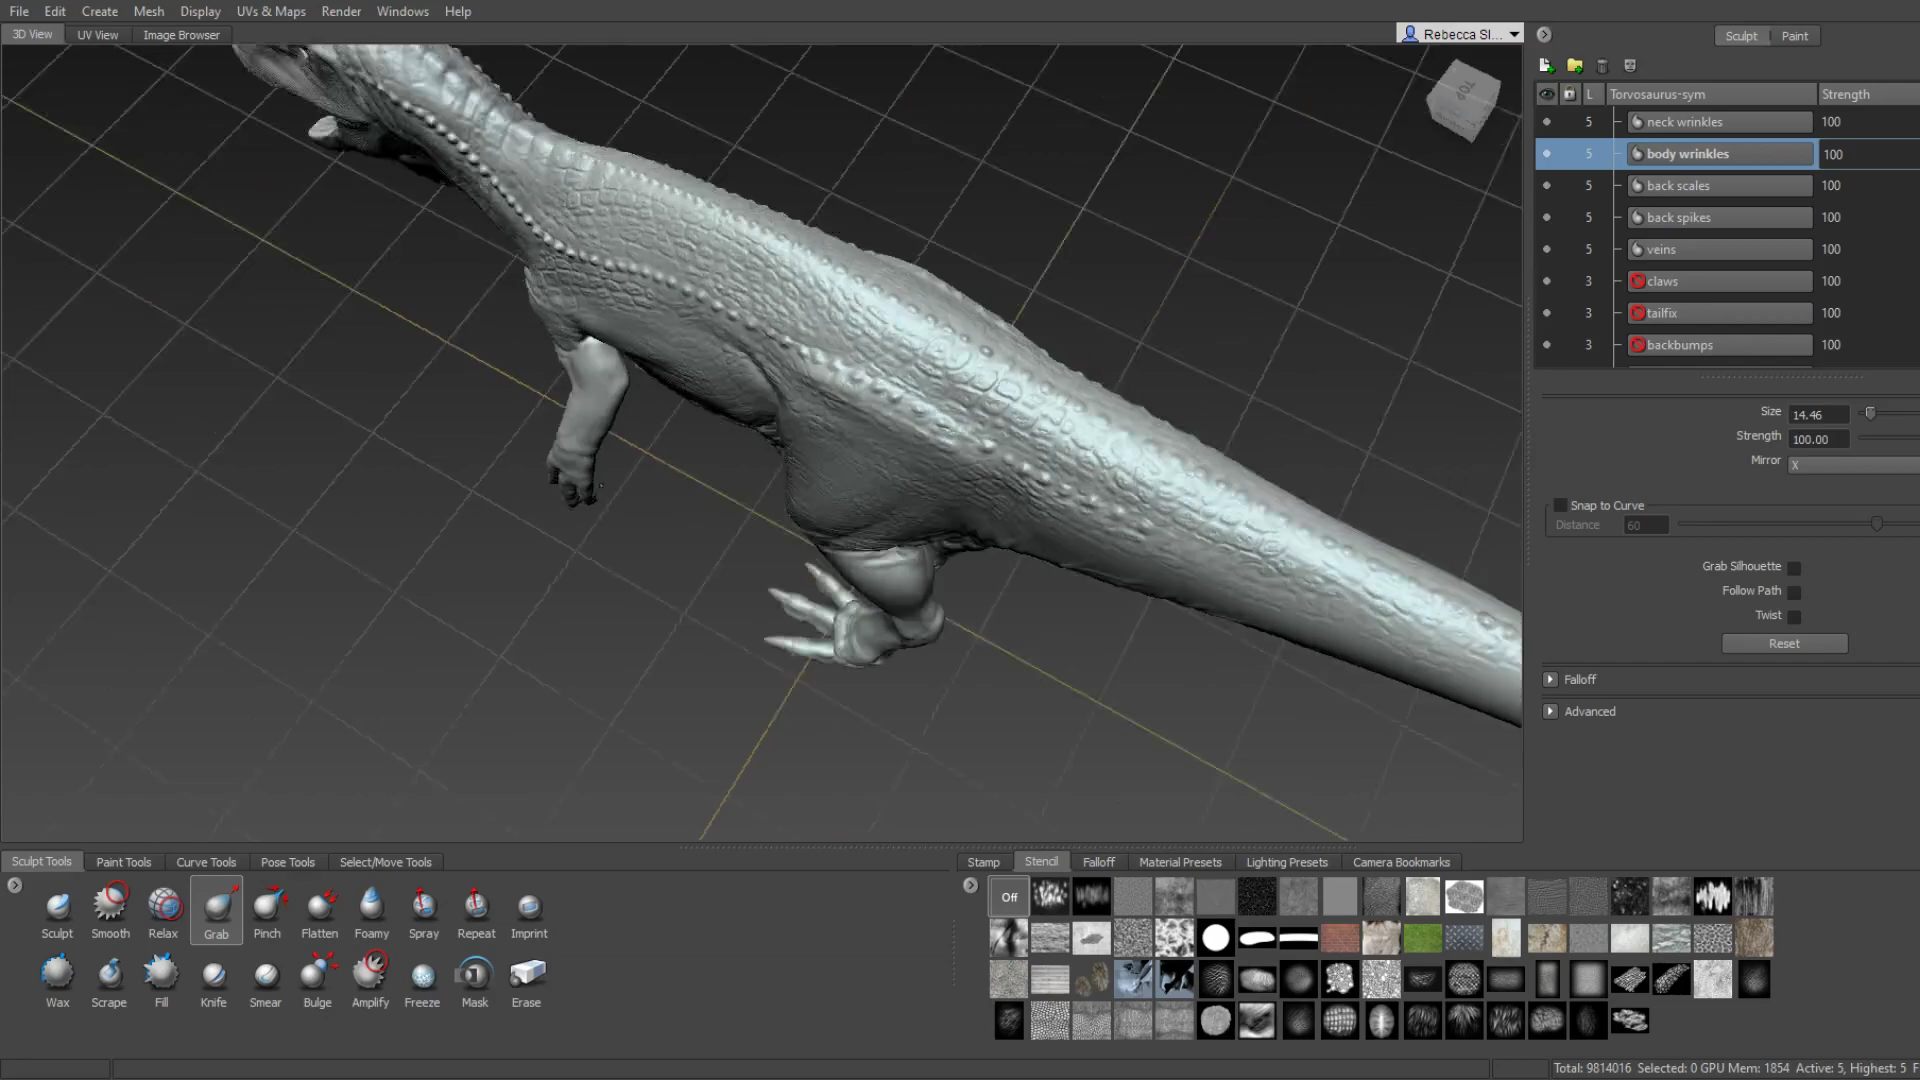 File Edit Create Mesh Display UVs & Maps Render Windows Help
3D View UV View Image Browser
Rebecca Sl...
Sculpt Paint
TOP
L Torvosaurus-sym Strength
5 neck wrinkles 100
5 body wrinkles 100
5 back scales 100
5 back spikes 100
5 veins 100
3 claws 100
3 tailfix 100
3 backbumps 100
Size 14.46
Strength 100.00
Mirror X
Snap to Curve
Distance 60
Grab Silhouette
Follow Path
Twist
Reset
Falloff
Advanced
Sculpt Tools Paint Tools Curve Tools Pose Tools Select/Move Tools
Sculpt Smooth Relax Grab Pinch Flatten Foamy Spray Repeat Imprint
Wax Scrape Fill Knife Smear Bulge Amplify Freeze Mask Erase
Stamp Stencil Falloff Material Presets Lighting Presets Camera Bookmarks
Off
Total: 9814016 Selected: 0 GPU Mem: 1854 Active: 5, Highest: 5 F